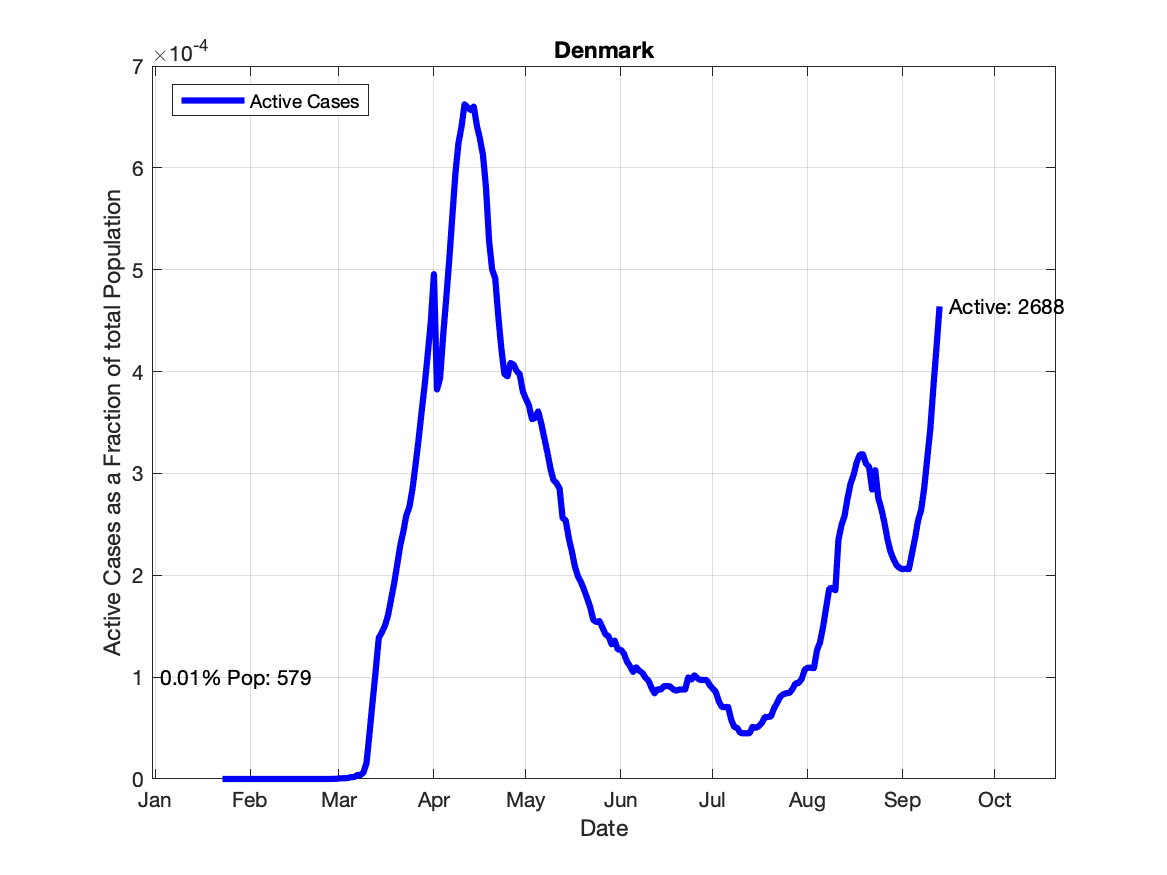 Denmark
×10-4
Active Cases
7
6
5
4
3
2
1
0
Active Cases as a Fraction of total Population
0.01% Pop: 579
Active: 2688
Jan Feb Mar Apr May Jun Jul Aug Sep Oct
Date